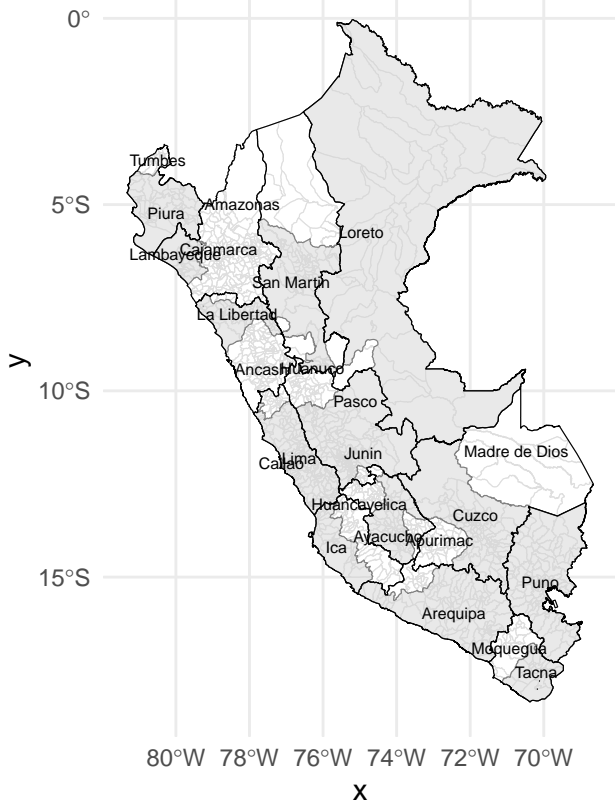 0°
Tumbes
5°S
Amazonas
Piura
Loreto
Cajamarca
Lambayeque
San Martin
La Libertad
y
Ancash
Huanuco
10°S
Pasco
Madre de Dios
Junin
Lima
Callao
Huancavelica
Cuzco
Ayacucho
Apurimac
Ica
15°S
Puno
Arequipa
Moquegua
Tacna
80°W 78°W 76°W 74°W 72°W 70°W
x